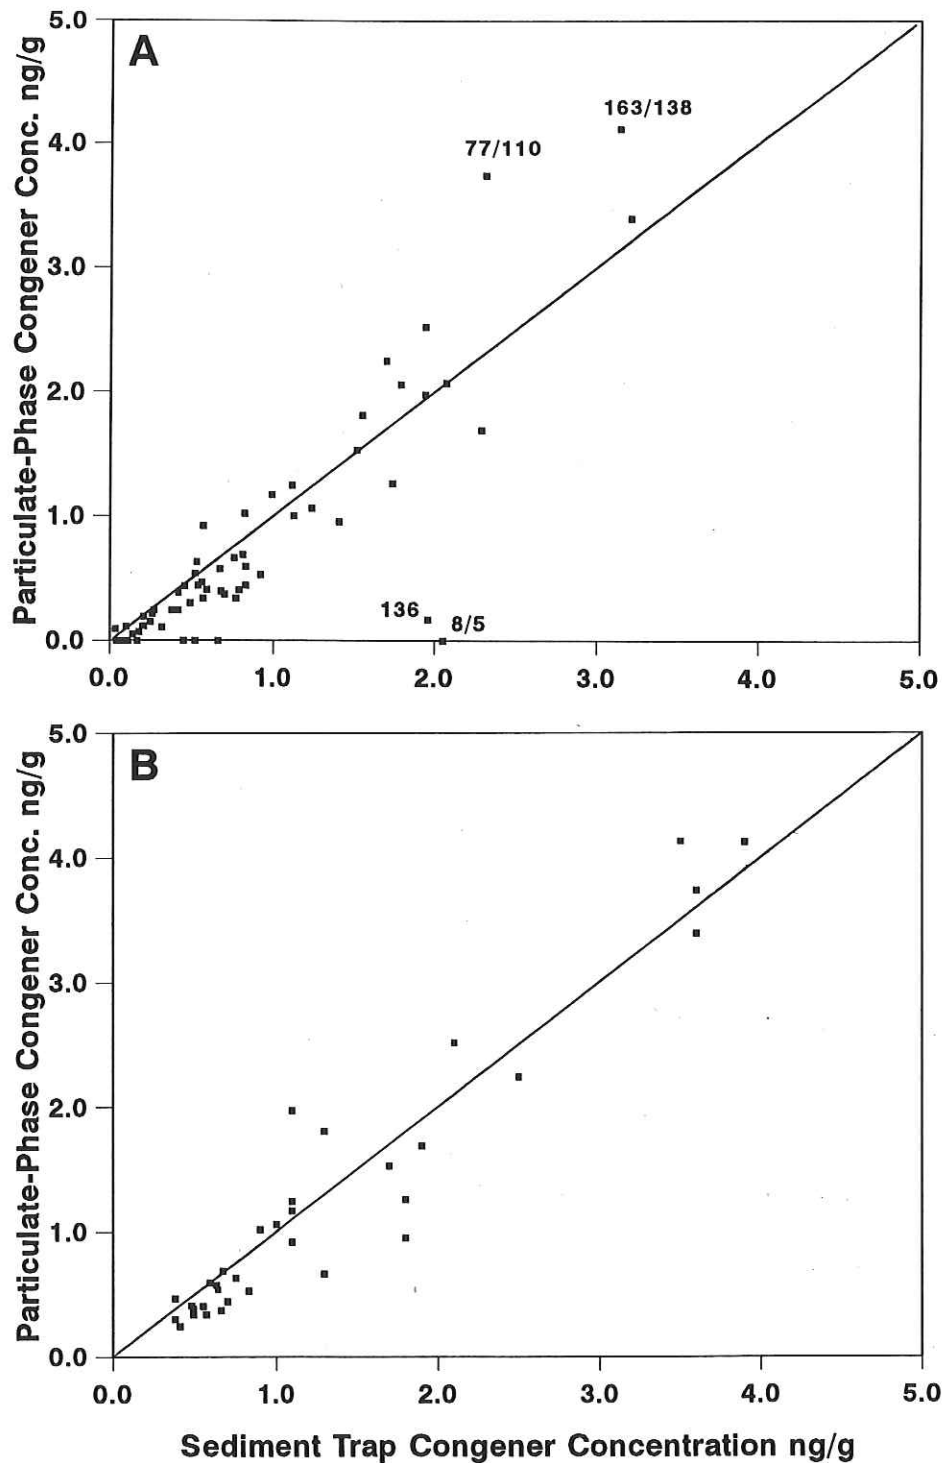 A
Particulate-Phase Congener Conc. ng/g
5.0
4.0
3.0
2.0
1.0
0.0
163/138
77/110
136
8/5
0.0 1.0 2.0 3.0 4.0 5.0
B
Particulate-Phase Congener Conc. ng/g
5.0
4.0
3.0
2.0
1.0
0.0
0.0 1.0 2.0 3.0 4.0 5.0
Sediment Trap Congener Concentration ng/g